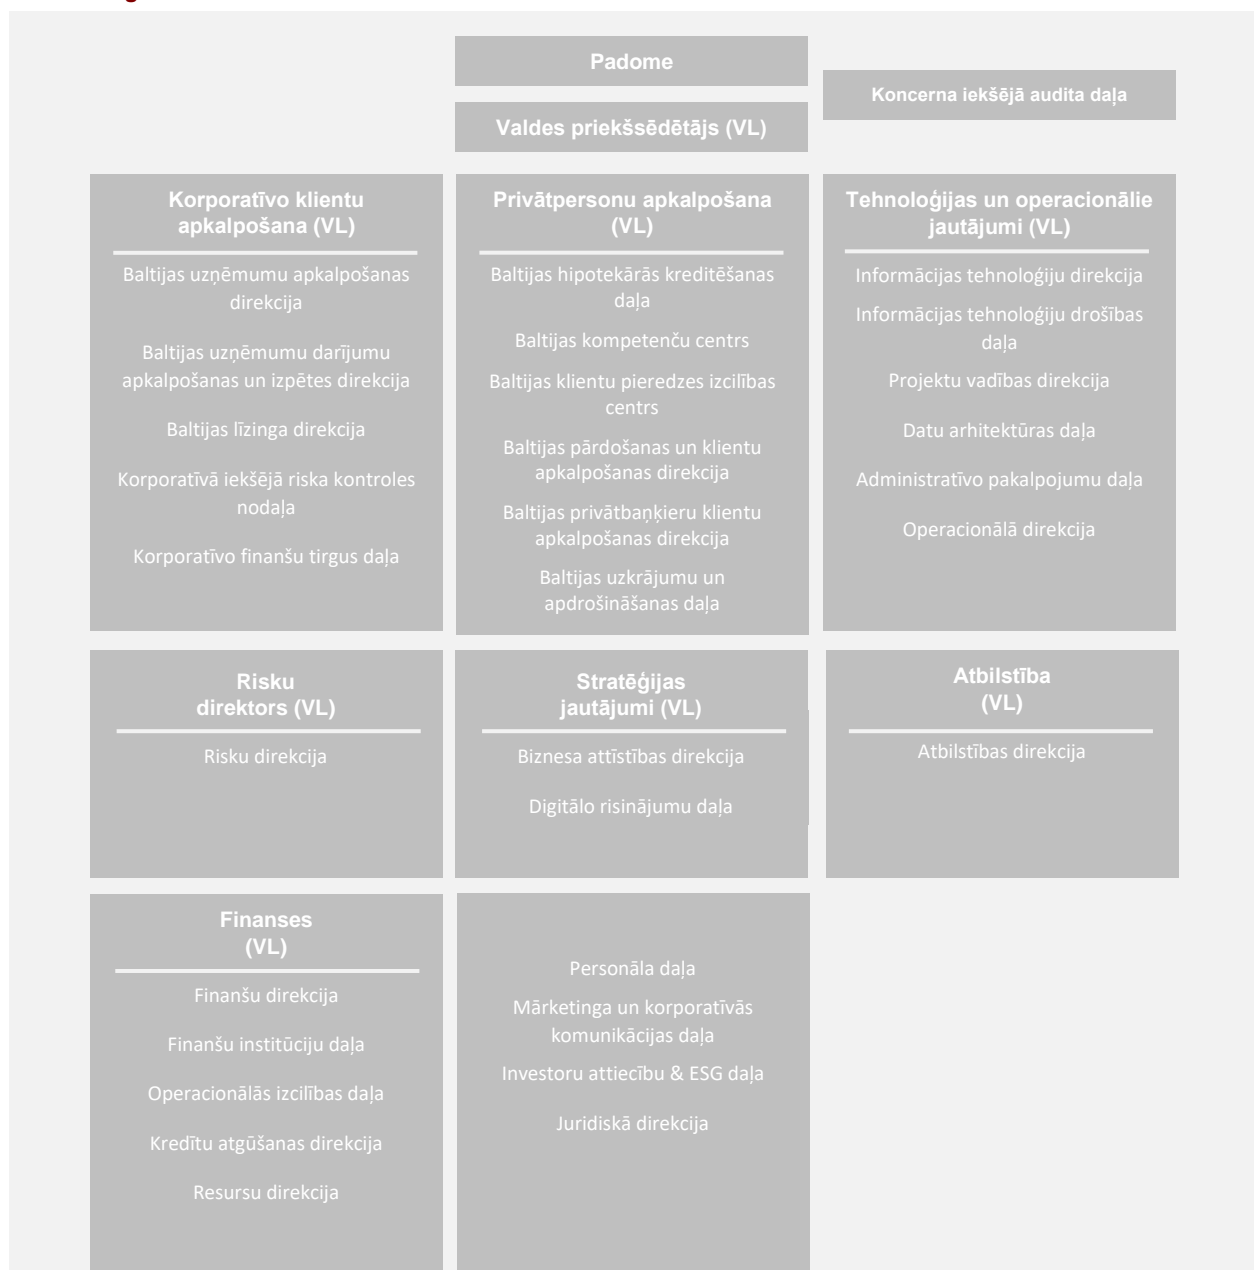 Padome
Koncerna iekšējā audita daļa
Valdes priekšsēdētājs (VL)
Korporatīvo klientu
apkalpošana (VL)
Baltijas uzņēmumu apkalpošanas
direkcija
Baltijas uzņēmumu darījumu
apkalpošanas un izpētes direkcija
Baltijas līzinga direkcija
Korporatīvā iekšējā riska kontroles
nodaļa
Korporatīvo finanšu tirgus daļa
Privātpersonu apkalpošana
(VL)
Baltijas hipotekārās kreditēšanas
daļa
Baltijas kompetenču centrs
Baltijas klientu pieredzes izcilības
centrs
Baltijas pārdošanas un klientu
apkalpošanas direkcija
Baltijas privātbaņķieru klientu
apkalpošanas direkcija
Baltijas uzkrājumu un
apdrošināšanas daļa
Tehnoloģijas un operacionālie
jautājumi (VL)
Informācijas tehnoloģiju direkcija
Informācijas tehnoloģiju drošības
daļa
Projektu vadības direkcija
Datu arhitektūras daļa
Administratīvo pakalpojumu daļa
Operacionālā direkcija
Risku
direktors (VL)
Risku direkcija
Stratēģijas
jautājumi (VL)
Biznesa attīstības direkcija
Digitālo risinājumu daļa
Atbilstība
(VL)
Atbilstības direkcija
Finanses
(VL)
Finanšu direkcija
Finanšu institūciju daļa
Operacionālās izcilības daļa
Kredītu atgūšanas direkcija
Resursu direkcija
Personāla daļa
Mārketinga un korporatīvās
komunikācijas daļa
Investoru attiecību & ESG daļa
Juridiskā direkcija